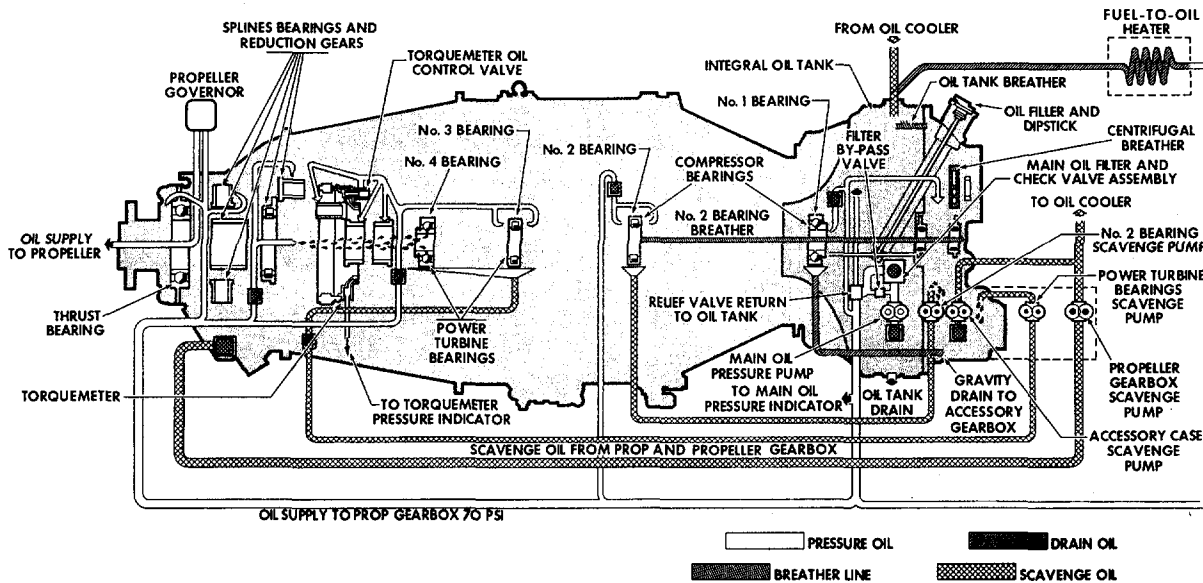 SPLINES BEARINGS AND
REDUCTION GEARS
PROPELLER
GOVERNOR
TORQUEMETER OIL
CONTROL VALVE
No. 3 BEARING
No. 4 BEARING
No. 2 BEARING
COMPRESSOR
BEARINGS
No. 2 BEARING
BREATHER
FROM OIL COOLER
INTEGRAL OIL TANK
No. 1 BEARING
FILTER
BY-PASS
VALVE
FUEL-TO-OIL
HEATER
OIL TANK BREATHER
OIL FILLER AND
DIPSTICK
CENTRIFUGAL
BREATHER
MAIN OIL FILTER AND
CHECK VALVE ASSEMBLY
TO OIL COOLER
No. 2 BEARING
SCAVENGE PUMP
POWER TURBINE
BEARINGS
SCAVENGE
PUMP
PROPELLER
GEARBOX
SCAVENGE
PUMP
ACCESSORY CASE
SCAVENGE
PUMP
OIL SUPPLY
TO PROPELLER
THRUST
BEARING
TORQUEMETER
TO TORQUEMETER
PRESSURE INDICATOR
POWER
TURBINE
BEARINGS
RELIEF VALVE RETURN
TO OIL TANK
MAIN OIL
PRESSURE PUMP
TO MAIN OIL
PRESSURE INDICATOR
OIL TANK
DRAIN
GRAVITY
DRAIN TO
ACCESSORY
GEARBOX
SCAVENGE OIL FROM PROP AND PROPELLER GEARBOX
OIL SUPPLY TO PROP GEARBOX 70 PSI
PRESSURE OIL
DRAIN OIL
BREATHER LINE
SCAVENGE OIL